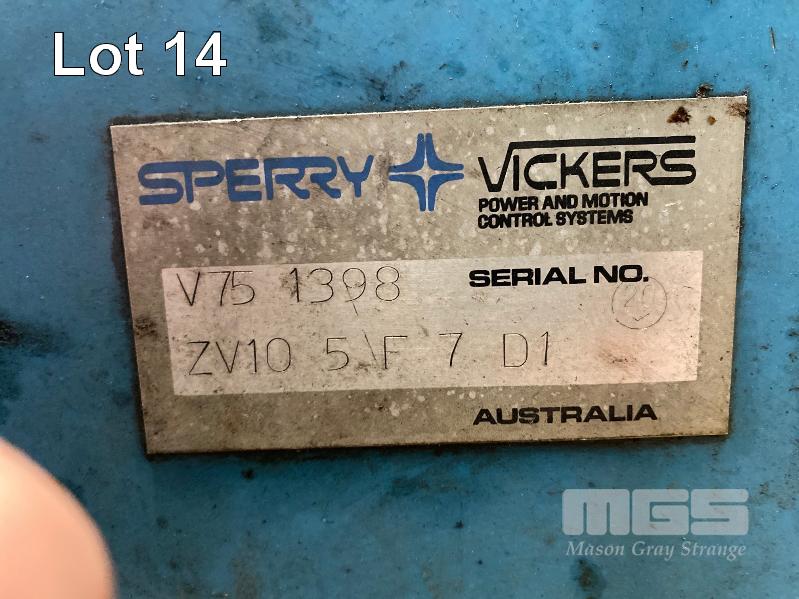 Lot 14
SPERRY VICKERS
POWER AND MOTION
CONTROL SYSTEMS
V75 1398 SERIAL NO.
ZV10 5 F 7 D1
AUSTRALIA
MGS
Mason Gray Strange